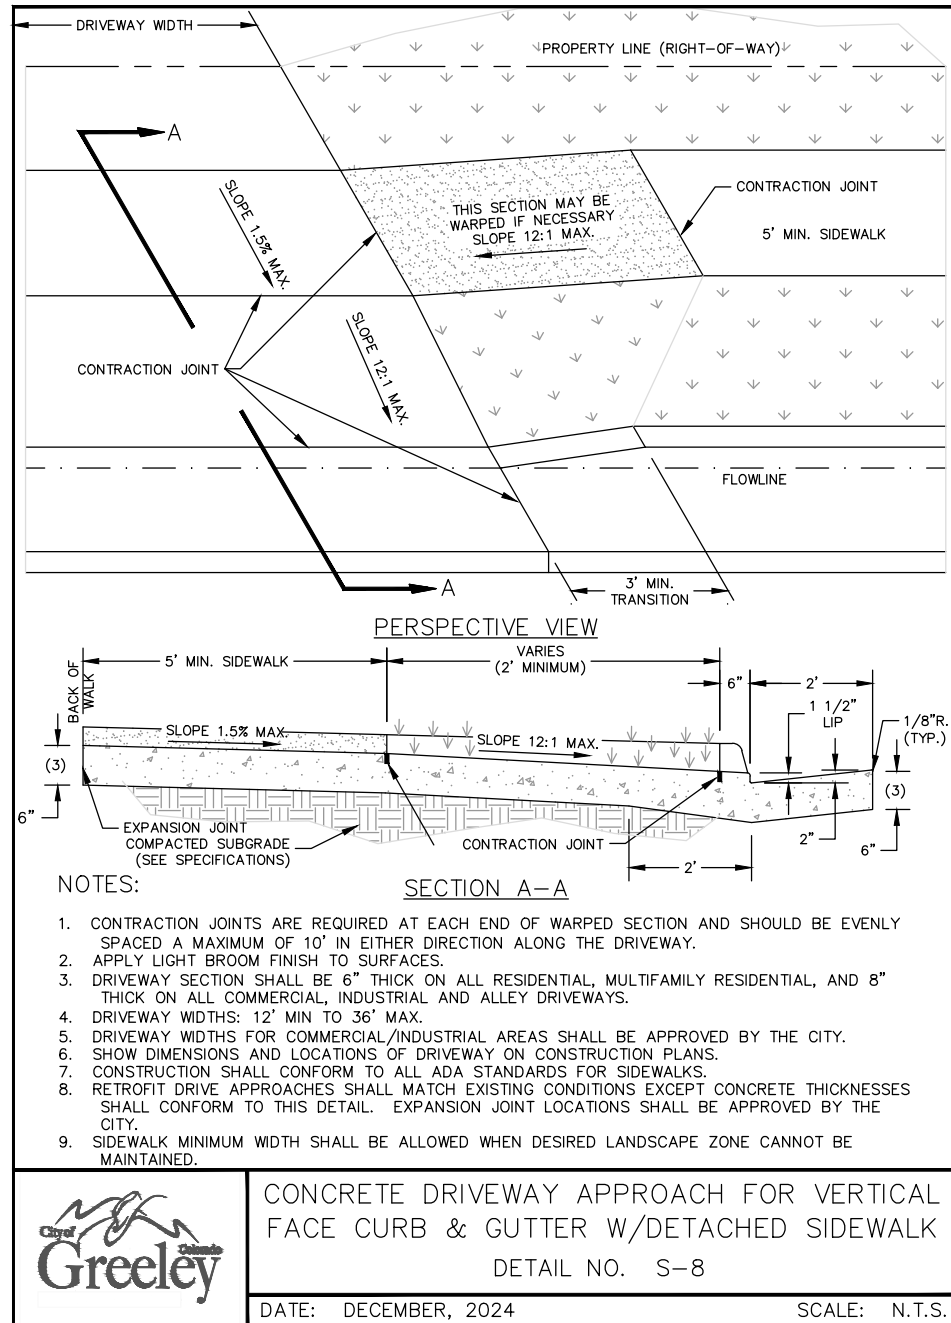 DRIVEWAY WIDTH
PROPERTY LINE (RIGHT-OF-WAY)
A
SLOPE 1.5% MAX.
THIS SECTION MAY BE
WARPED IF NECESSARY
SLOPE 12:1 MAX.
CONTRACTION JOINT
5' MIN. SIDEWALK
SLOPE 12:1 MAX.
CONTRACTION JOINT
FLOWLINE
A
3' MIN.
TRANSITION
PERSPECTIVE VIEW
BACK OF
WALK
5' MIN. SIDEWALK
VARIES
(2' MINIMUM)
6"
2'
1 1/2"
LIP
1/8"R.
(TYP.)
SLOPE 1.5% MAX.
SLOPE 12:1 MAX.
(3)
(3)
6"
EXPANSION JOINT
COMPACTED SUBGRADE
(SEE SPECIFICATIONS)
CONTRACTION JOINT
2"
6"
2'
NOTES:
SECTION A-A
1. CONTRACTION JOINTS ARE REQUIRED AT EACH END OF WARPED SECTION AND SHOULD BE EVENLY
SPACED A MAXIMUM OF 10' IN EITHER DIRECTION ALONG THE DRIVEWAY.
2. APPLY LIGHT BROOM FINISH TO SURFACES.
3. DRIVEWAY SECTION SHALL BE 6" THICK ON ALL RESIDENTIAL, MULTIFAMILY RESIDENTIAL, AND 8"
THICK ON ALL COMMERCIAL, INDUSTRIAL AND ALLEY DRIVEWAYS.
4. DRIVEWAY WIDTHS: 12' MIN TO 36' MAX.
5. DRIVEWAY WIDTHS FOR COMMERCIAL/INDUSTRIAL AREAS SHALL BE APPROVED BY THE CITY.
6. SHOW DIMENSIONS AND LOCATIONS OF DRIVEWAY ON CONSTRUCTION PLANS.
7. CONSTRUCTION SHALL CONFORM TO ALL ADA STANDARDS FOR SIDEWALKS.
8. RETROFIT DRIVE APPROACHES SHALL MATCH EXISTING CONDITIONS EXCEPT CONCRETE THICKNESSES
SHALL CONFORM TO THIS DETAIL. EXPANSION JOINT LOCATIONS SHALL BE APPROVED BY THE
CITY.
9. SIDEWALK MINIMUM WIDTH SHALL BE ALLOWED WHEN DESIRED LANDSCAPE ZONE CANNOT BE
MAINTAINED.
City of
Colorado
Greeley
CONCRETE DRIVEWAY APPROACH FOR VERTICAL
FACE CURB & GUTTER W/DETACHED SIDEWALK
DETAIL NO. S-8
DATE: DECEMBER, 2024
SCALE: N.T.S.